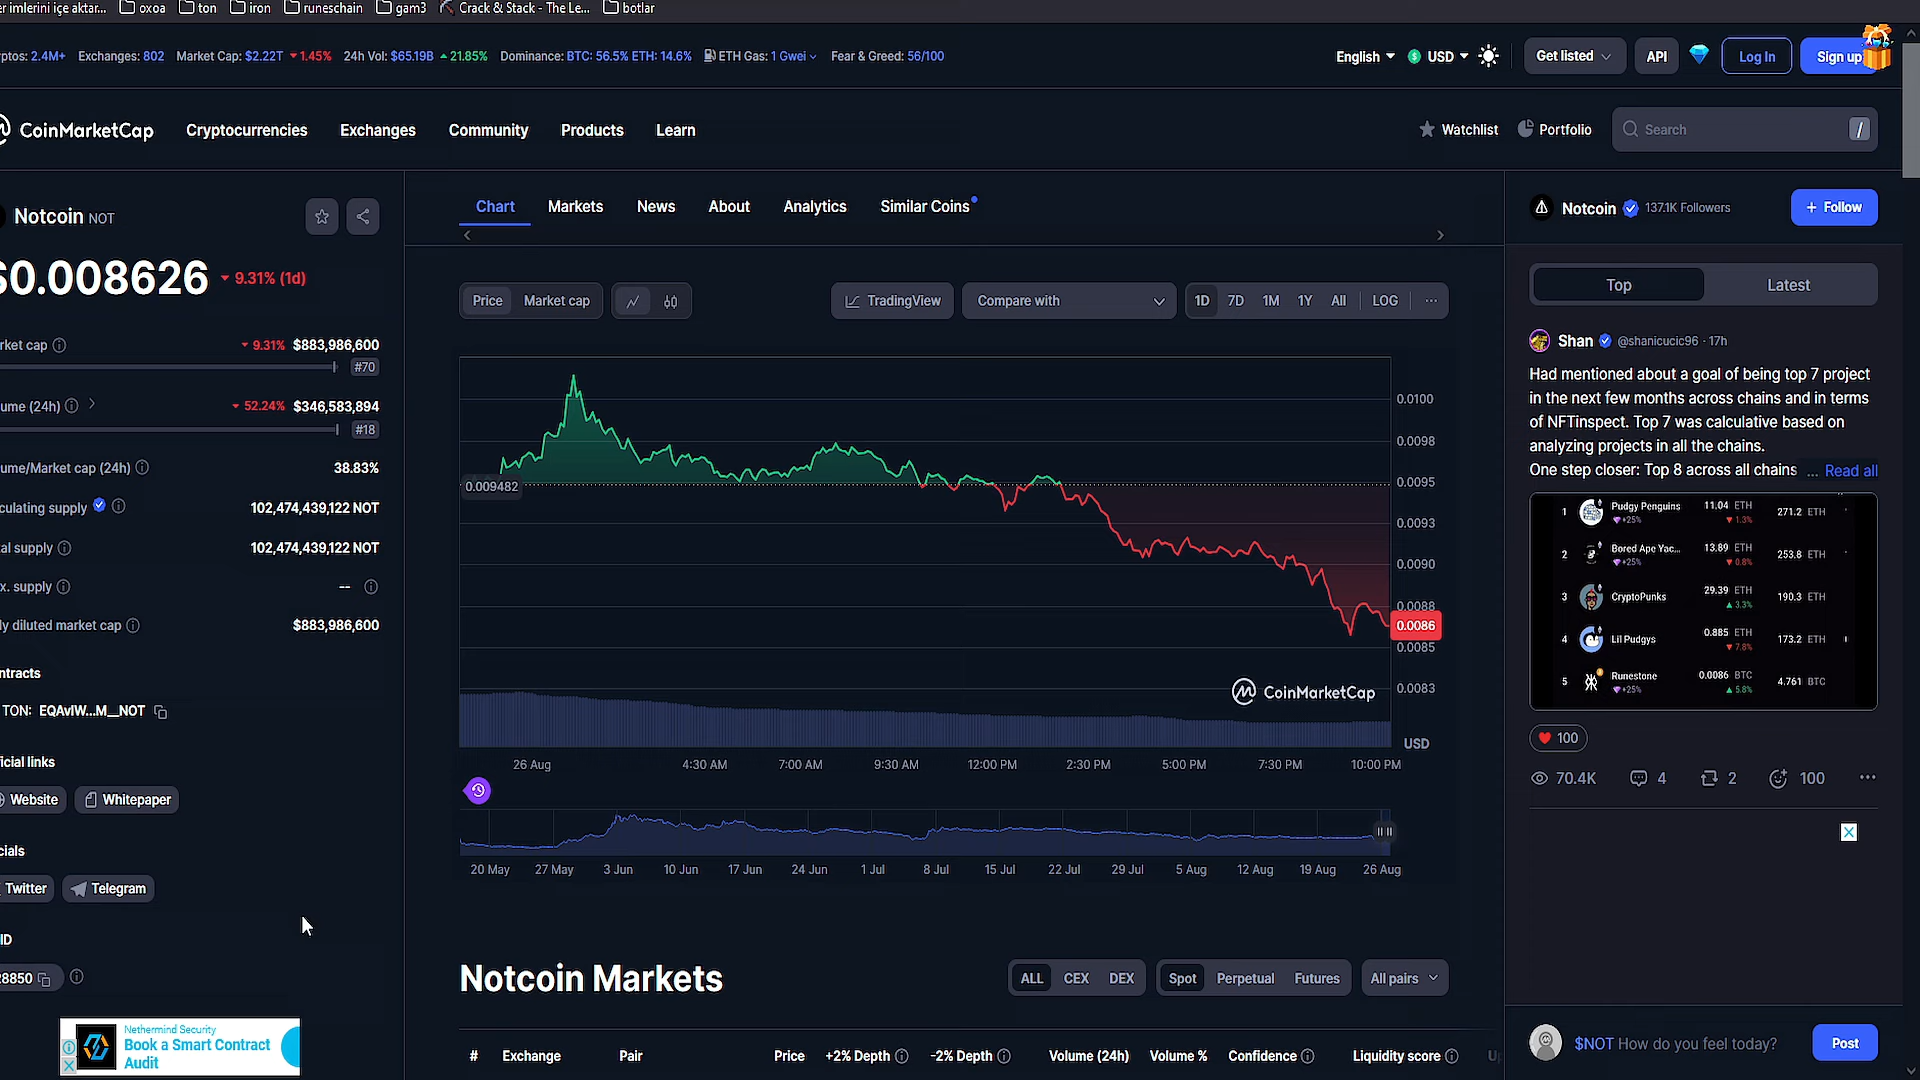 r imlerini içe aktar... oxoa ton iron runeschain gam3 Crack & Stack - The Le... botlar
ptos: 2.4M+ Exchanges: 802 Market Cap: $2.22T 1.45% 24h Vol: $65.19B 21.85% Dominance: BTC: 56.5% ETH: 14.6% ETH Gas: 1 Gwei Fear & Greed: 56/100
English USD Get listed API Log In Sign up
CoinMarketCap Cryptocurrencies Exchanges Community Products Learn
Watchlist Portfolio Search /
Notcoin NOT
$0.008626 9.31% (1d)
rket cap 9.31% $883,986,600
#70
ume (24h) 52.24% $346,583,894
#18
ume/Market cap (24h) 38.83%
culating supply 102,474,439,122 NOT
al supply 102,474,439,122 NOT
x. supply --
ly diluted market cap $883,986,600
ntracts
TON: EQAvlW...M__NOT
ficial links
Website Whitepaper
cials
Twitter Telegram
ID
28850
Nethermind Security
Book a Smart Contract
Audit
Chart Markets News About Analytics Similar Coins
Price Market cap TradingView Compare with 1D 7D 1M 1Y All LOG ...
0.0100
0.0098
0.0095
0.009482
0.0093
0.0090
0.0088
0.0086
0.0085
0.0083
CoinMarketCap
USD
26 Aug 4:30 AM 7:00 AM 9:30 AM 12:00 PM 2:30 PM 5:00 PM 7:30 PM 10:00 PM
20 May 27 May 3 Jun 10 Jun 17 Jun 24 Jun 1 Jul 8 Jul 15 Jul 22 Jul 29 Jul 5 Aug 12 Aug 19 Aug 26 Aug
Notcoin Markets
ALL CEX DEX Spot Perpetual Futures All pairs
# Exchange Pair Price +2% Depth -2% Depth Volume (24h) Volume % Confidence Liquidity score
Notcoin 137.1K Followers + Follow
Top Latest
Shan @shanicucic96 · 17h
Had mentioned about a goal of being top 7 project
in the next few months across chains and in terms
of NFTinspect. Top 7 was calculative based on
analyzing projects in all the chains.
One step closer: Top 8 across all chains ... Read all
1 Pudgy Penguins 11.04 ETH 271.2 ETH
+25% 1.3%
2 Bored Ape Yac... 13.89 ETH 253.8 ETH
+25% 0.8%
3 CryptoPunks 29.39 ETH 190.3 ETH
3.3%
4 Lil Pudgys 0.885 ETH 173.2 ETH
7.8%
5 Runestone 0.0086 BTC 4.761 BTC
+25% 5.8%
100
70.4K 4 2 100 ...
$NOT How do you feel today? Post